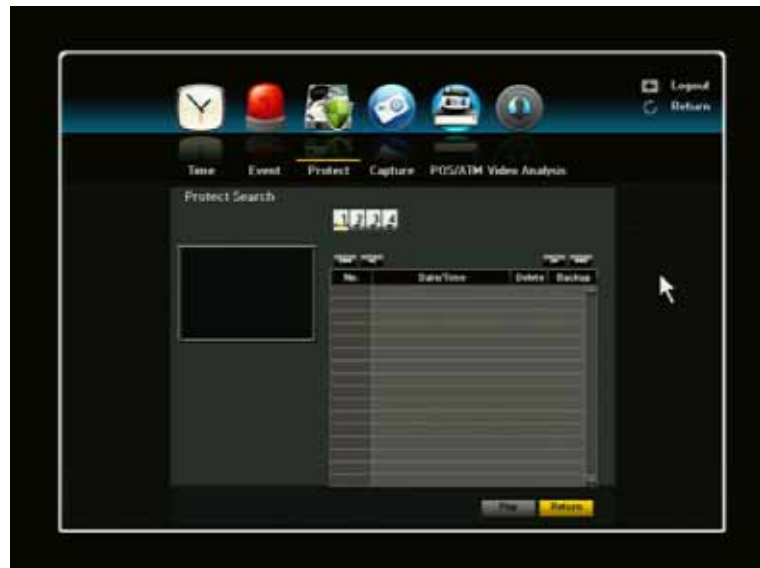 Logout
Return
Time Event Protect Capture POS/ATM Video Analysis
Protect Search
1 2 3 4
No. Date/Time Delete Backup
Play Return